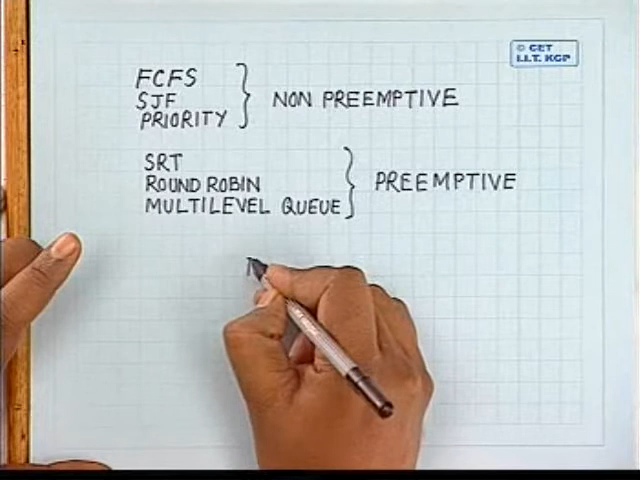 © CET
I.I.T. KGP
FCFS
SJF
PRIORITY
NON PREEMPTIVE
SRT
ROUND ROBIN
MULTILEVEL QUEUE
PREEMPTIVE